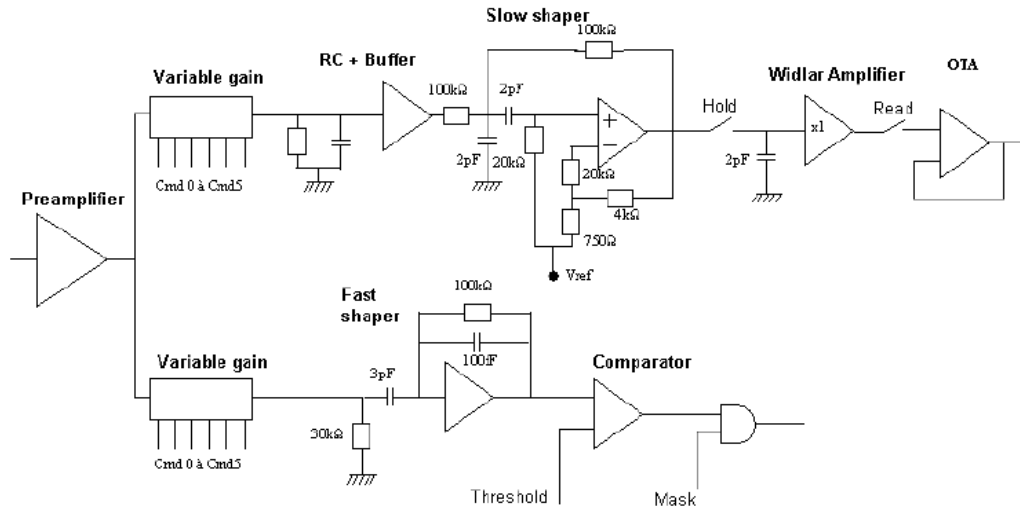 Slow shaper
100kΩ
RC + Buffer
Variable gain
100kΩ
2pF
Widlar Amplifier
OTA
Hold
Read
+
−
x1
2pF
20kΩ
20kΩ
2pF
Cmd 0 à Cmd5
4kΩ
750Ω
Preamplifier
Vref
Fast
shaper
100kΩ
100fF
Variable gain
3pF
Comparator
30kΩ
Cmd 0 à Cmd5
Threshold
Mask